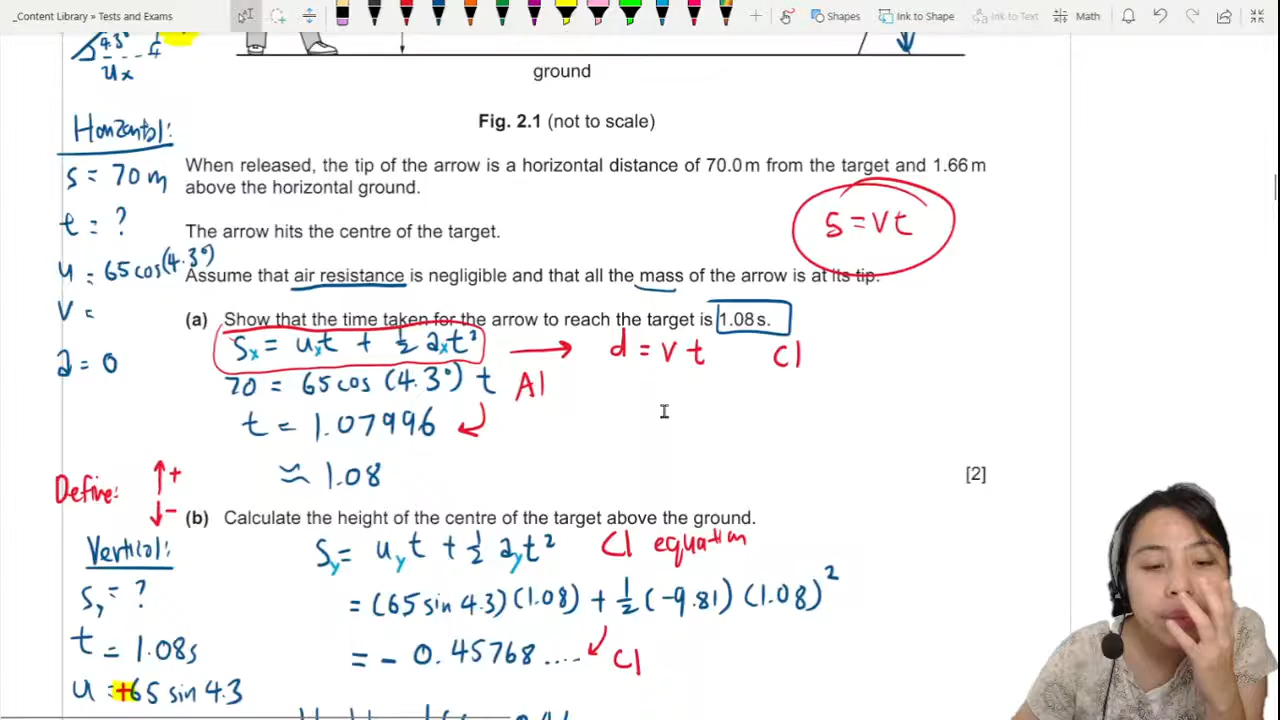 _Content Library » Tests and Exams
Shapes
Ink to Shape
Ink to Text
Math
4.3°
ux
ground
Fig. 2.1 (not to scale)
Horizontal:
When released, the tip of the arrow is a horizontal distance of 70.0 m from the target and 1.66 m
above the horizontal ground.
s = 70 m
t = ?
The arrow hits the centre of the target.
s = vt
u = 65 cos(4.3°)
Assume that air resistance is negligible and that all the mass of the arrow is at its tip.
v =
(a) Show that the time taken for the arrow to reach the target is 1.08 s.
a = 0
Sx = uxt + ½ axt² → d = v t C1
70 = 65 cos (4.3°) t A1
t = 1.07996
≈ 1.08
[2]
Define: ↑+
↓-
(b) Calculate the height of the centre of the target above the ground.
Vertical:
Sy = uyt + ½ ayt² C1 equation
Sy = ?
= (65 sin 4.3)(1.08) + ½ (-9.81) (1.08)²
t = 1.08s
= - 0.45768 .... C1
u = +65 sin 4.3